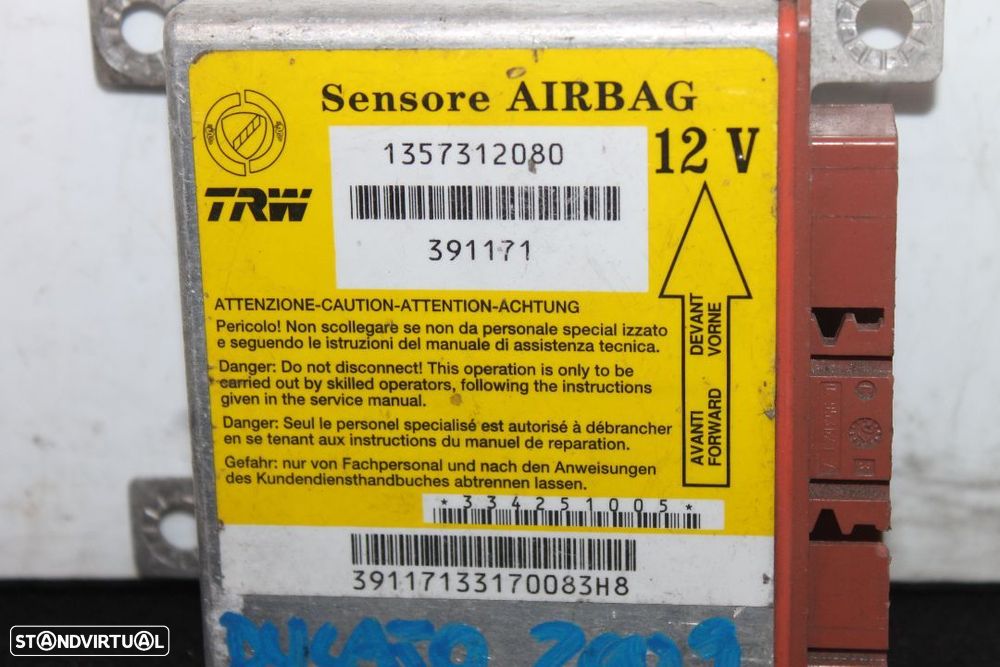 Sensore AIRBAG
1357312080
12 V
TRW
391171
ATTENZIONE-CAUTION-ATTENTION-ACHTUNG
Pericolo! Non scollegare se non da personale special izzato
e seguendo le istruzioni del manuale di assistenza tecnica.
Danger: Do not disconnect! This operation is only to be
carried out by skilled operators, following the instructions
given in the service manual.
Danger: Seul le personel specialisé est autorisé à débrancher
en se tenant aux instructions du manuel de reparation.
Gefahr: nur von Fachpersonal und nach den Anweisungen
des Kundendiensthandbuches abtrennen lassen.
AVANTI DEVANT
FORWARD VORNE
*334251005*
39117133170083H8
DUCATO 2009
STANDVIRTUAL